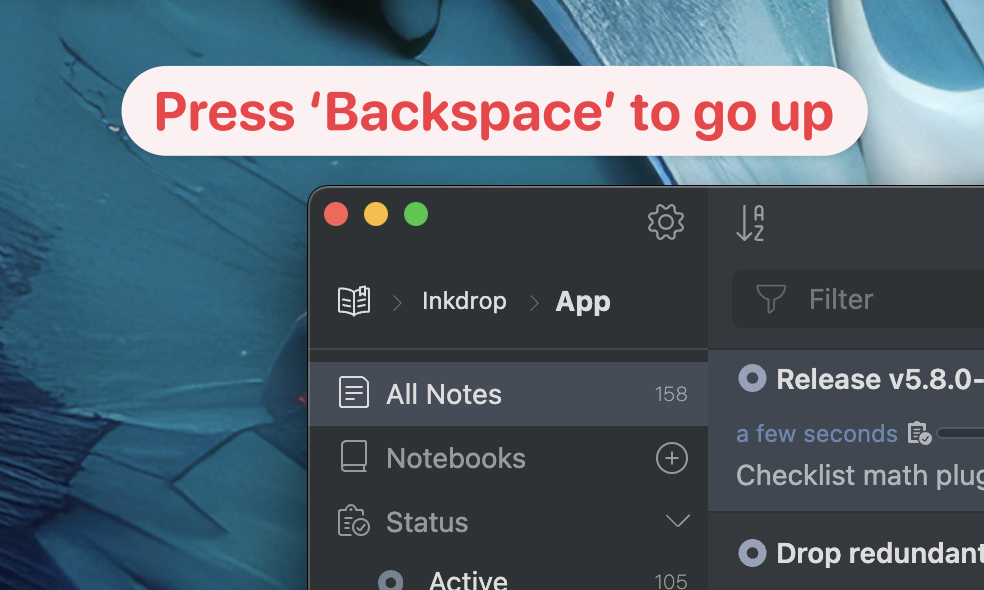 Press ‘Backspace’ to go up
Inkdrop > App
Filter
All Notes 158
Release v5.8.0-
a few seconds
Notebooks
Checklist math plug
Status
Drop redundant
Active 105